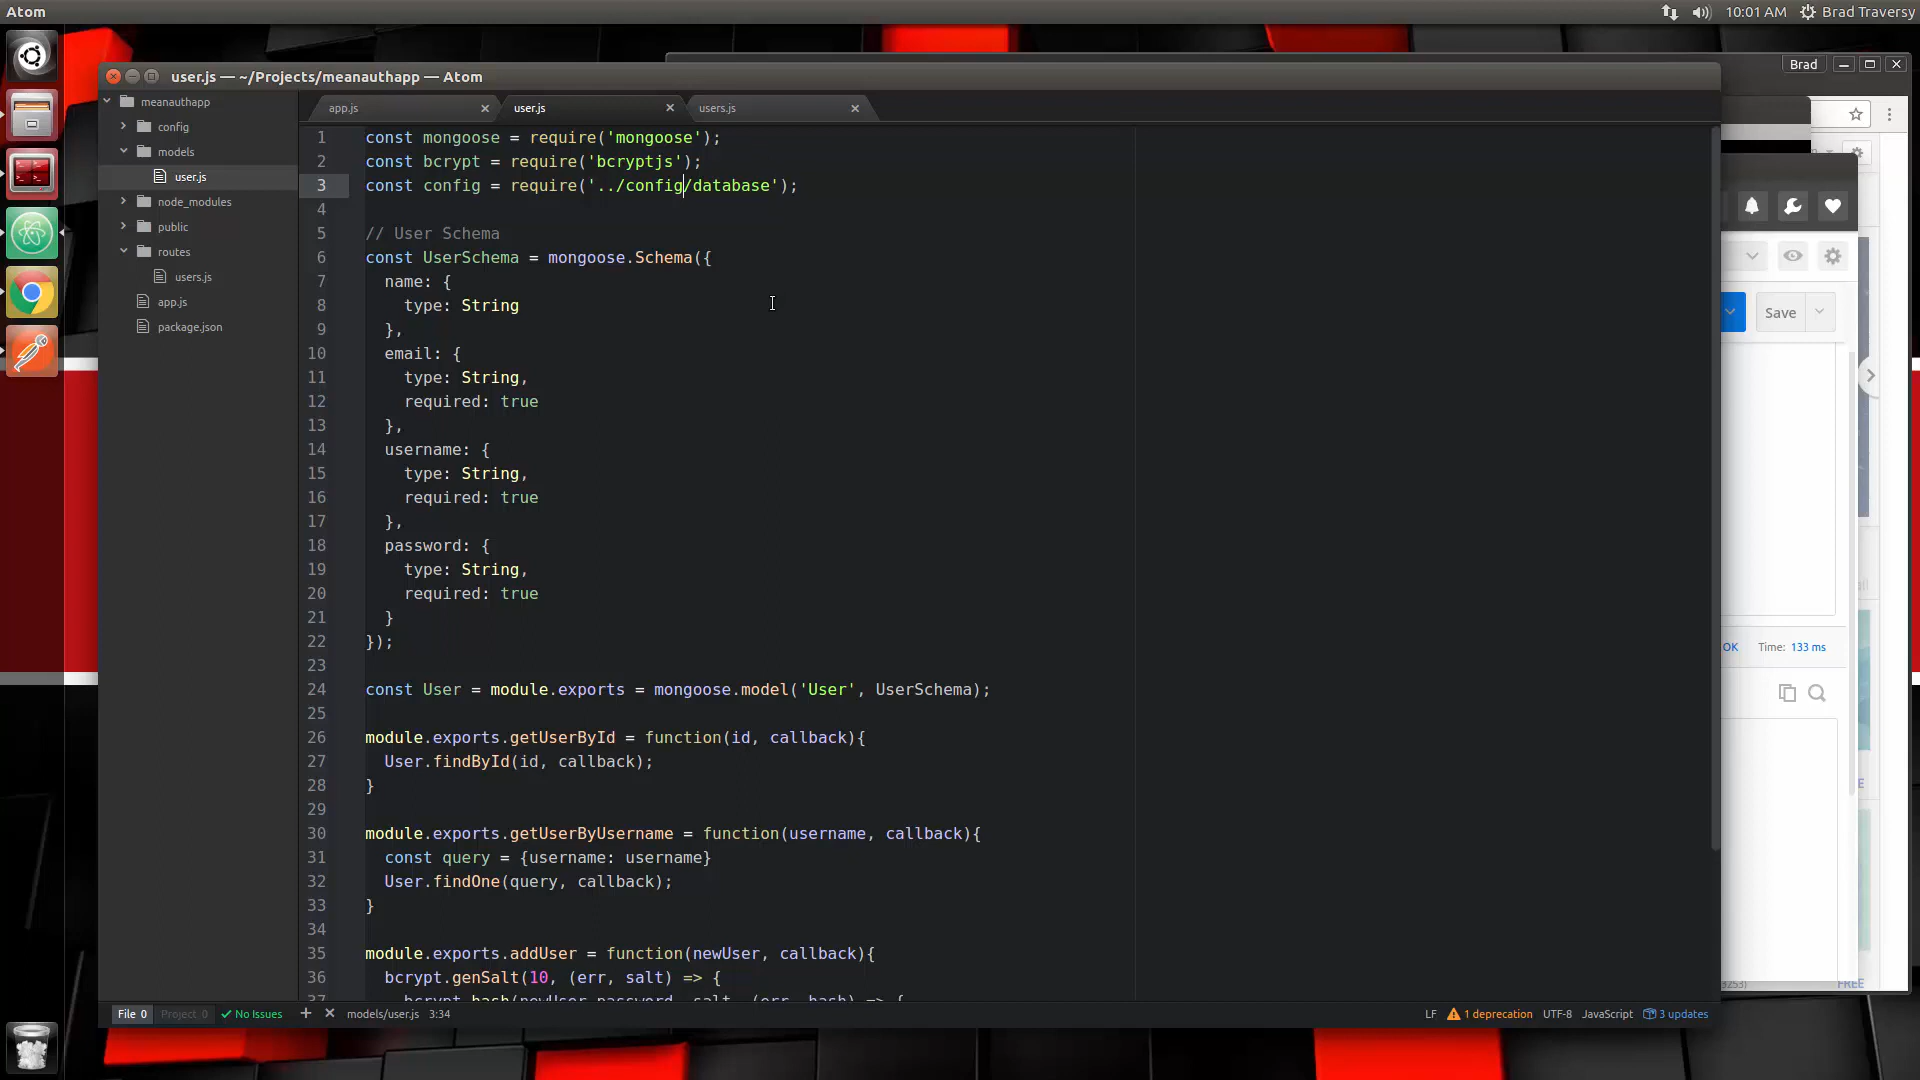 Atom
10:01 AM
Brad Traversy
Brad
user.js — ~/Projects/meanauthapp — Atom
meanauthapp
config
models
user.js
node_modules
public
routes
users.js
app.js
package.json
app.js
user.js
users.js
1 const mongoose = require('mongoose');
2 const bcrypt = require('bcryptjs');
3 const config = require('../config/database');
4
5 // User Schema
6 const UserSchema = mongoose.Schema({
7 name: {
8 type: String
9 },
10 email: {
11 type: String,
12 required: true
13 },
14 username: {
15 type: String,
16 required: true
17 },
18 password: {
19 type: String,
20 required: true
21 }
22 });
23
24 const User = module.exports = mongoose.model('User', UserSchema);
25
26 module.exports.getUserById = function(id, callback){
27 User.findById(id, callback);
28 }
29
30 module.exports.getUserByUsername = function(username, callback){
31 const query = {username: username}
32 User.findOne(query, callback);
33 }
34
35 module.exports.addUser = function(newUser, callback){
36 bcrypt.genSalt(10, (err, salt) => {
37 bcrypt.hash(newUser.password, salt, (err, hash) => {
File 0
Project 0
No Issues
models/user.js 3:34
LF
1 deprecation
UTF-8
JavaScript
3 updates
Save
OK
Time: 133 ms
FREE